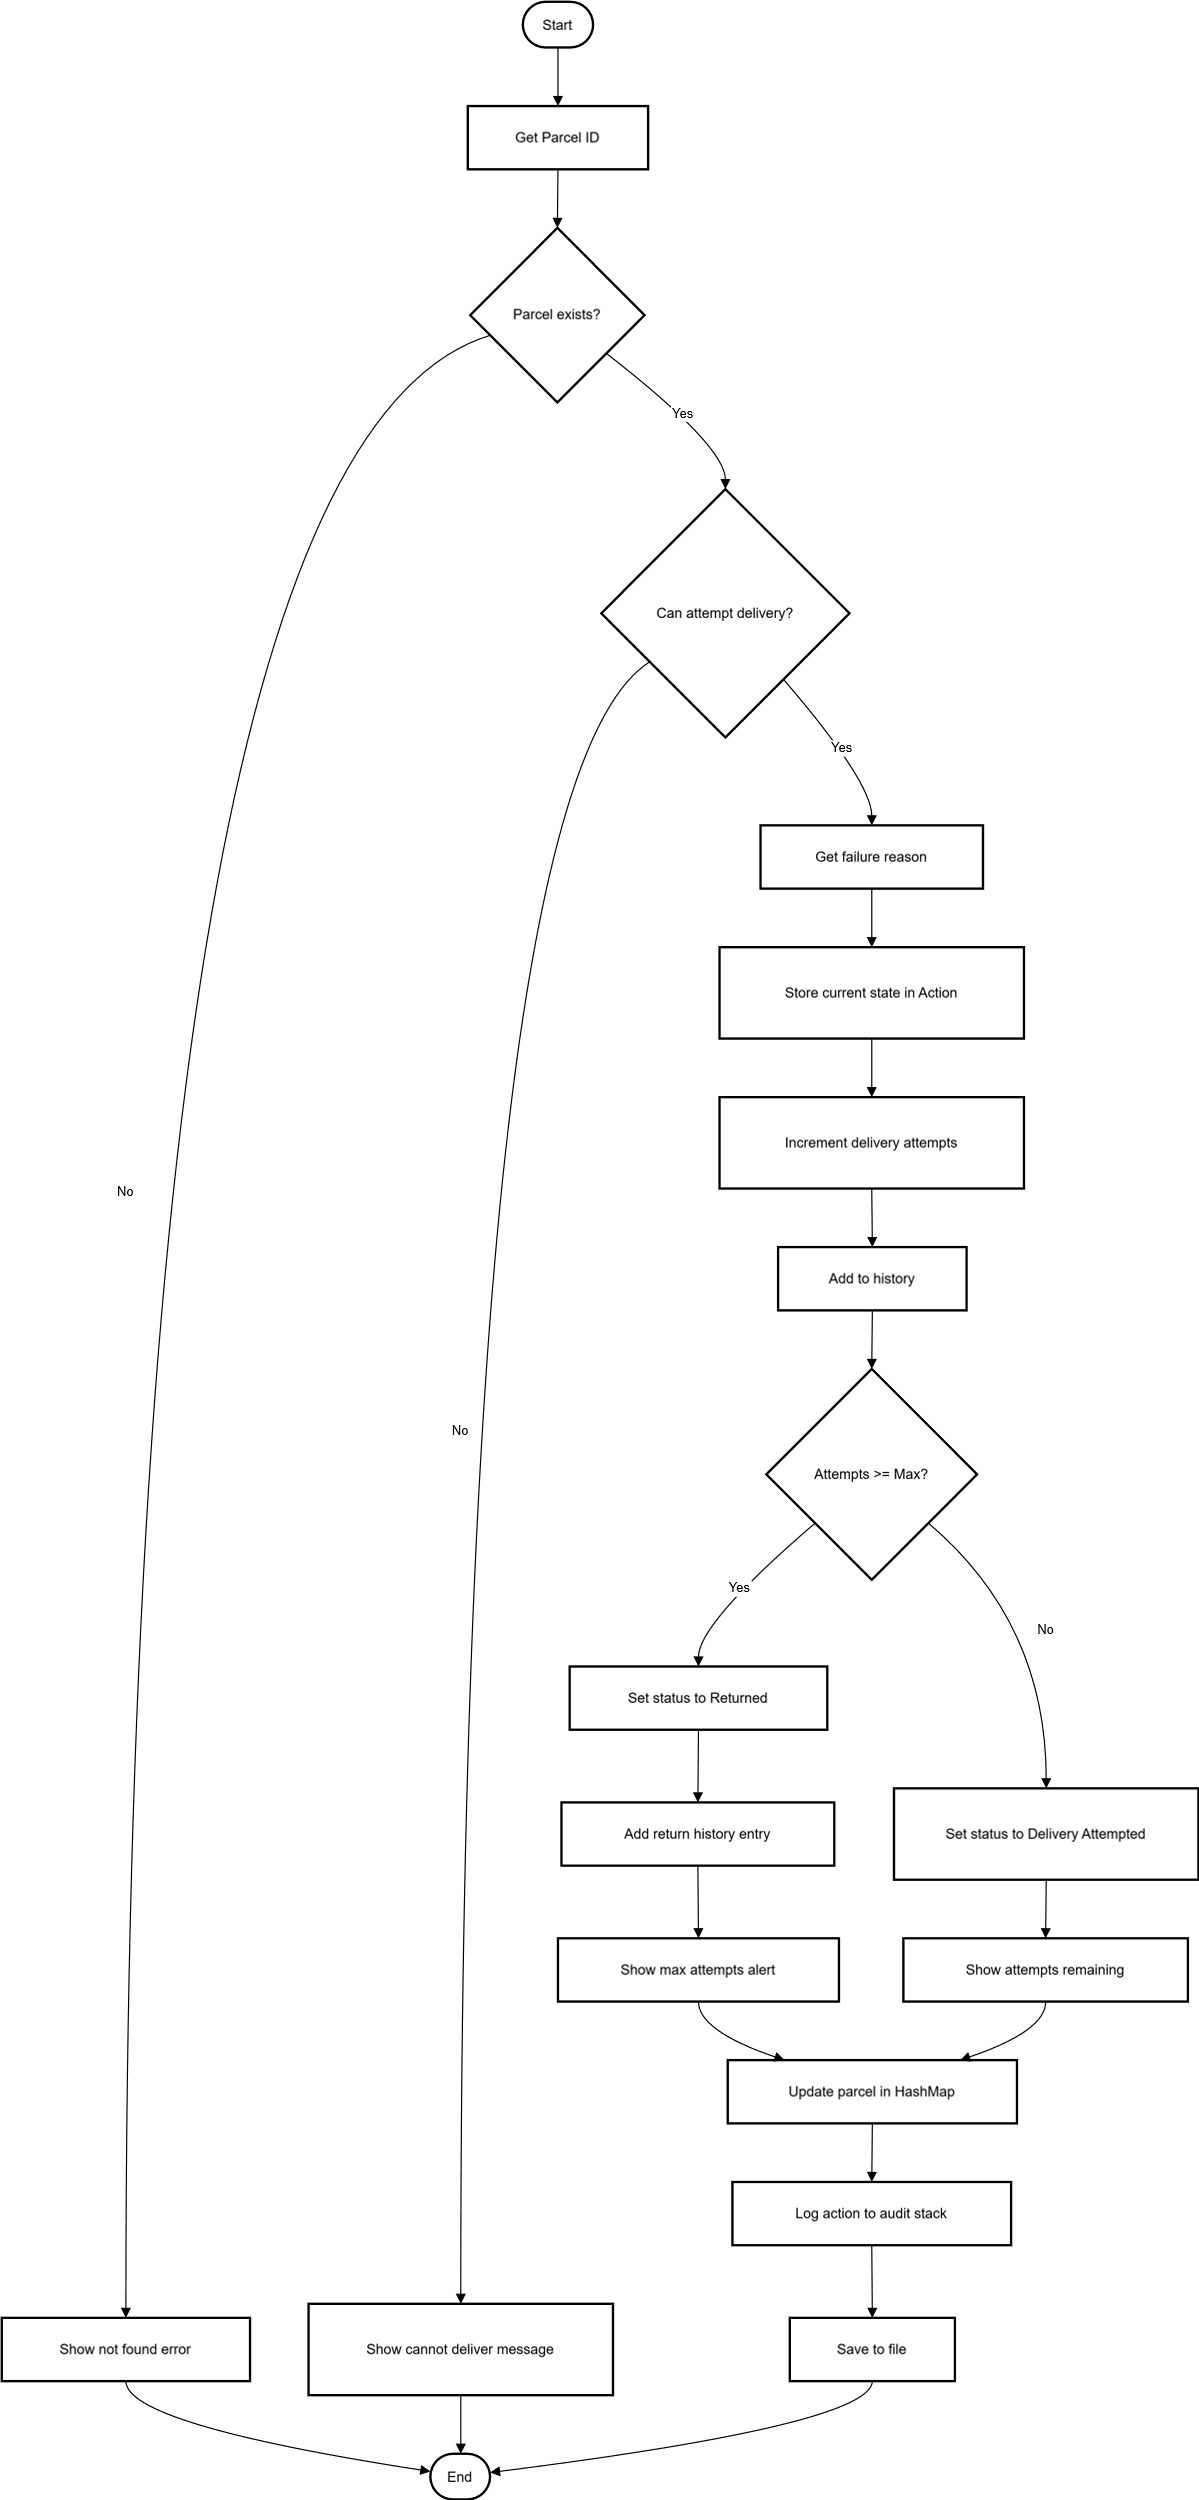 Start
Get Parcel ID
Parcel exists?
Yes
Can attempt delivery?
Yes
Get failure reason
Store current state in Action
Increment delivery attempts
No
Add to history
No
Attempts >= Max?
Yes
No
Set status to Returned
Add return history entry
Set status to Delivery Attempted
Show max attempts alert
Show attempts remaining
Update parcel in HashMap
Log action to audit stack
Show not found error
Show cannot deliver message
Save to file
End